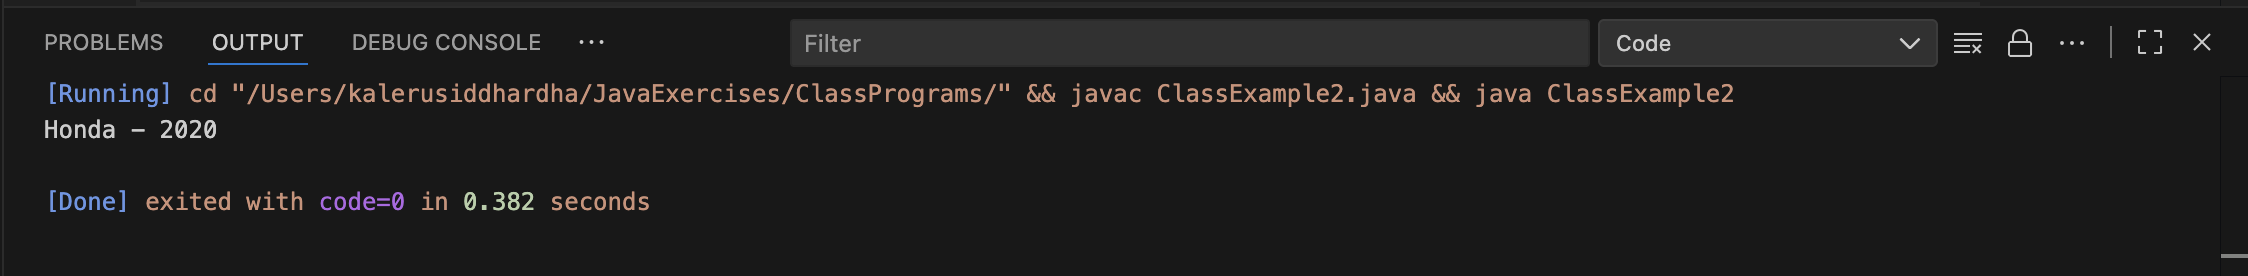 PROBLEMS OUTPUT DEBUG CONSOLE ··· Filter Code ···
[Running] cd "/Users/kalerusiddhardha/JavaExercises/ClassPrograms/" && javac ClassExample2.java && java ClassExample2
Honda - 2020
[Done] exited with code=0 in 0.382 seconds